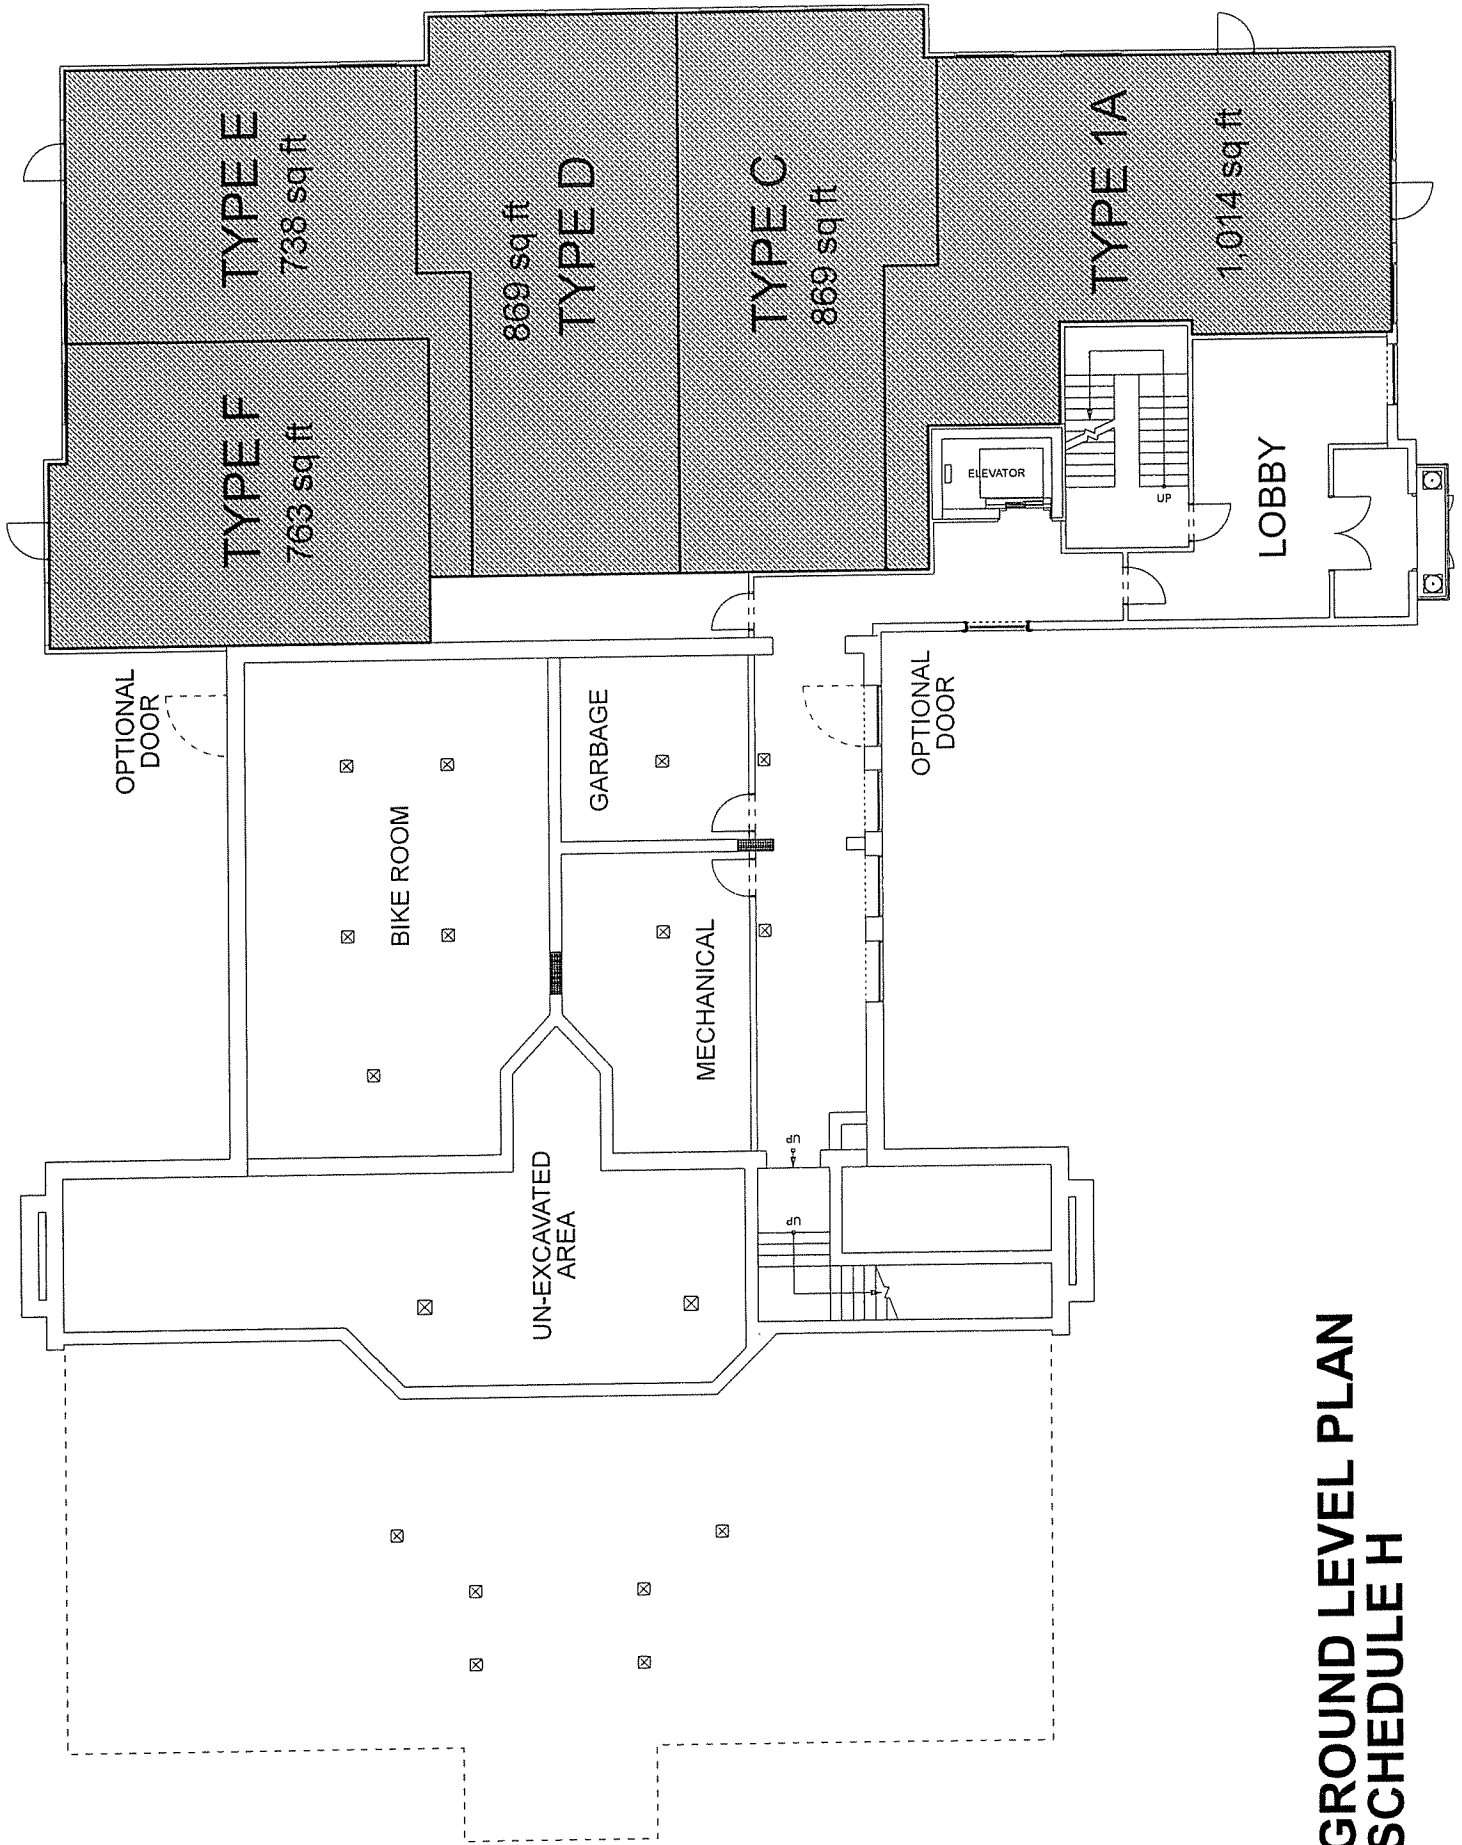 TYPE F
763 sq ft
TYPE E
738 sq ft
869 sq ft
TYPE D
TYPE C
869 sq ft
TYPE 1A
1,014 sq ft
ELEVATOR
UP
LOBBY
OPTIONAL
DOOR
BIKE ROOM
GARBAGE
MECHANICAL
OPTIONAL
DOOR
UP
UP
UN-EXCAVATED
AREA
GROUND LEVEL PLAN
SCHEDULE H